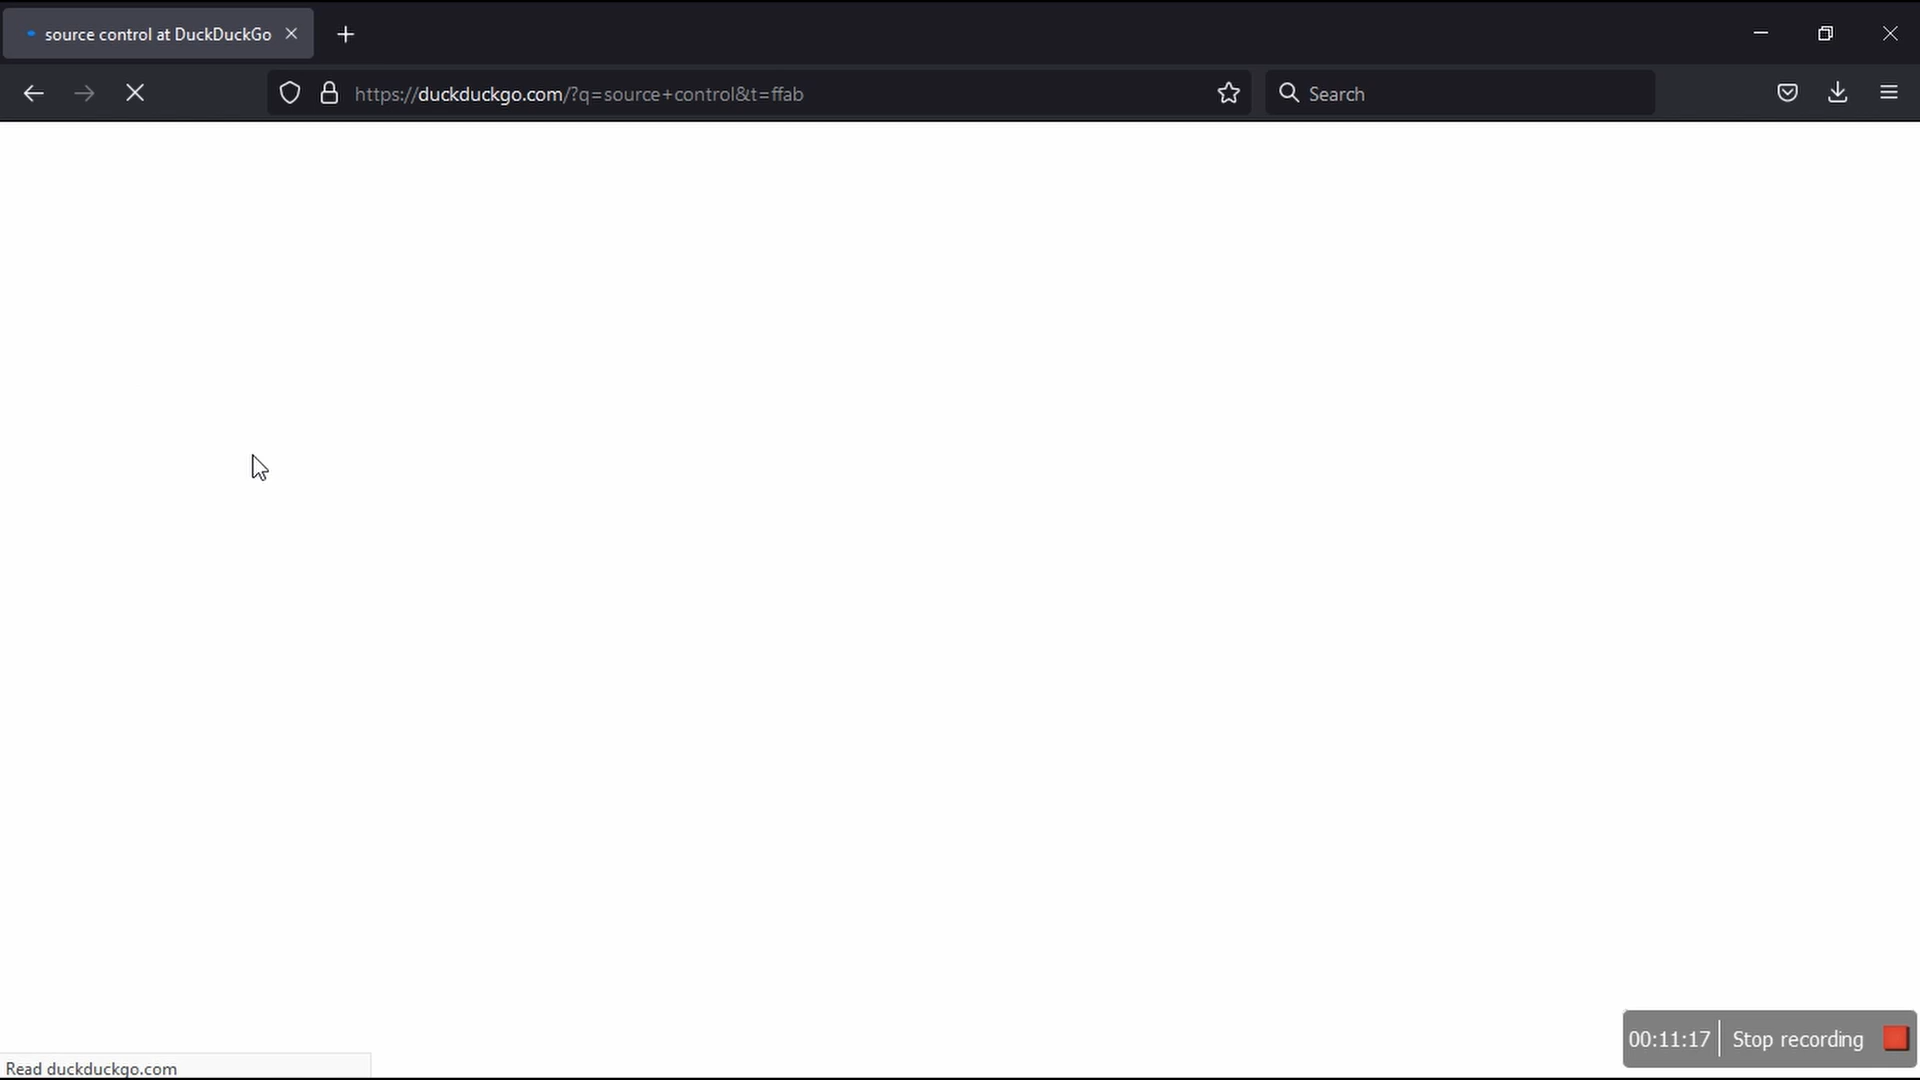 source control at DuckDuckGo
https://duckduckgo.com/?q=source+control&t=ffab
Search
00:11:17 Stop recording
Read duckduckgo.com